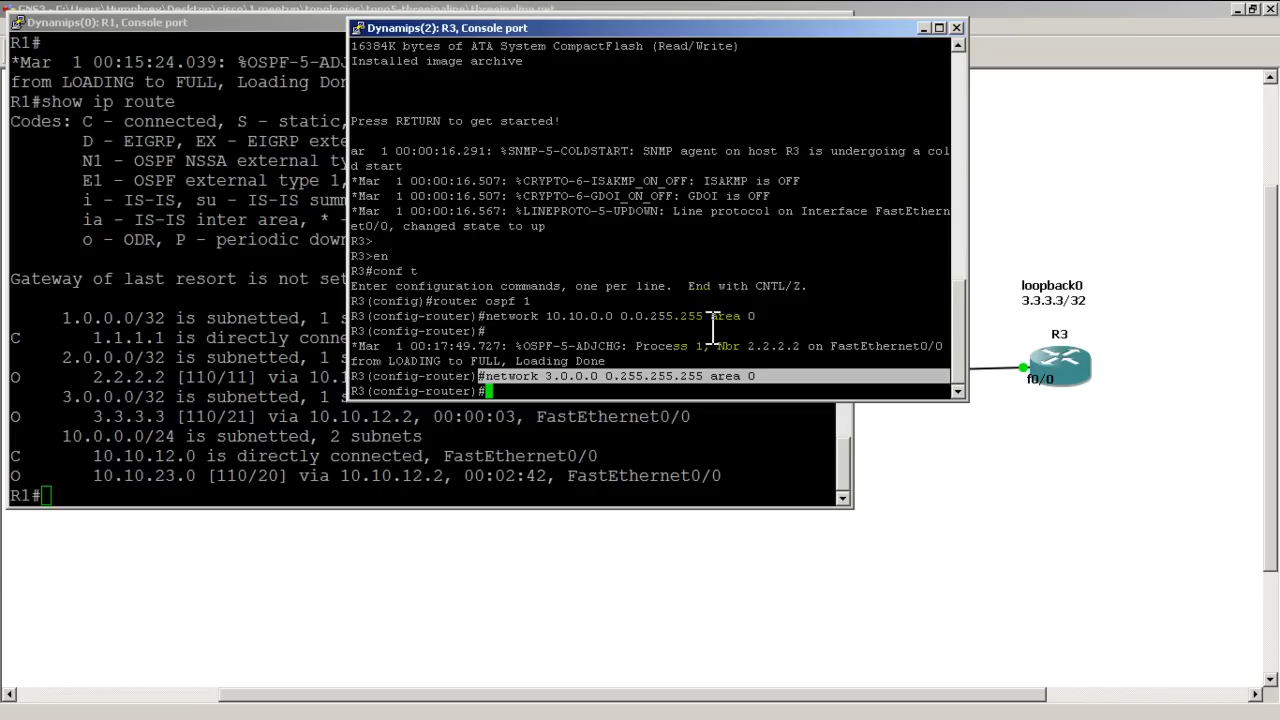 GNS3 - C:\Users\Humphrey\Desktop\cisco\1-meetup\topologies\topo5-threeinaline\threeinaline.net
Dynamips(0): R1, Console port
R1#
*Mar  1 00:15:24.039: %OSPF-5-ADJ
from LOADING to FULL, Loading Don
R1#show ip route
Codes: C - connected, S - static,
D - EIGRP, EX - EIGRP exte
N1 - OSPF NSSA external typ
E1 - OSPF external type 1,
i - IS-IS, su - IS-IS summ
ia - IS-IS inter area, * -
o - ODR, P - periodic down
Gateway of last resort is not set
1.0.0.0/32 is subnetted, 1 s
C 1.1.1.1 is directly conne
2.0.0.0/32 is subnetted, 1 s
O 2.2.2.2 [110/11] via 10.1
3.0.0.0/32 is subnetted, 1 s
O 3.3.3.3 [110/21] via 10.10.12.2, 00:00:03, FastEthernet0/0
10.0.0.0/24 is subnetted, 2 subnets
C 10.10.12.0 is directly connected, FastEthernet0/0
O 10.10.23.0 [110/20] via 10.10.12.2, 00:02:42, FastEthernet0/0
R1#
Dynamips(2): R3, Console port
16384K bytes of ATA System CompactFlash (Read/Write)
Installed image archive
Press RETURN to get started!
ar  1 00:00:16.291: %SNMP-5-COLDSTART: SNMP agent on host R3 is undergoing a col
d start
*Mar  1 00:00:16.507: %CRYPTO-6-ISAKMP_ON_OFF: ISAKMP is OFF
*Mar  1 00:00:16.507: %CRYPTO-6-GDOI_ON_OFF: GDOI is OFF
*Mar  1 00:00:16.567: %LINEPROTO-5-UPDOWN: Line protocol on Interface FastEthern
et0/0, changed state to up
R3>
R3>en
R3#conf t
Enter configuration commands, one per line.  End with CNTL/Z.
R3(config)#router ospf 1
R3(config-router)#network 10.10.0.0 0.0.255.255 area 0
R3(config-router)#
*Mar  1 00:17:49.727: %OSPF-5-ADJCHG: Process 1, Nbr 2.2.2.2 on FastEthernet0/0
from LOADING to FULL, Loading Done
R3(config-router)#network 3.0.0.0 0.255.255.255 area 0
R3(config-router)#
loopback0
3.3.3.3/32
R3
f0/0